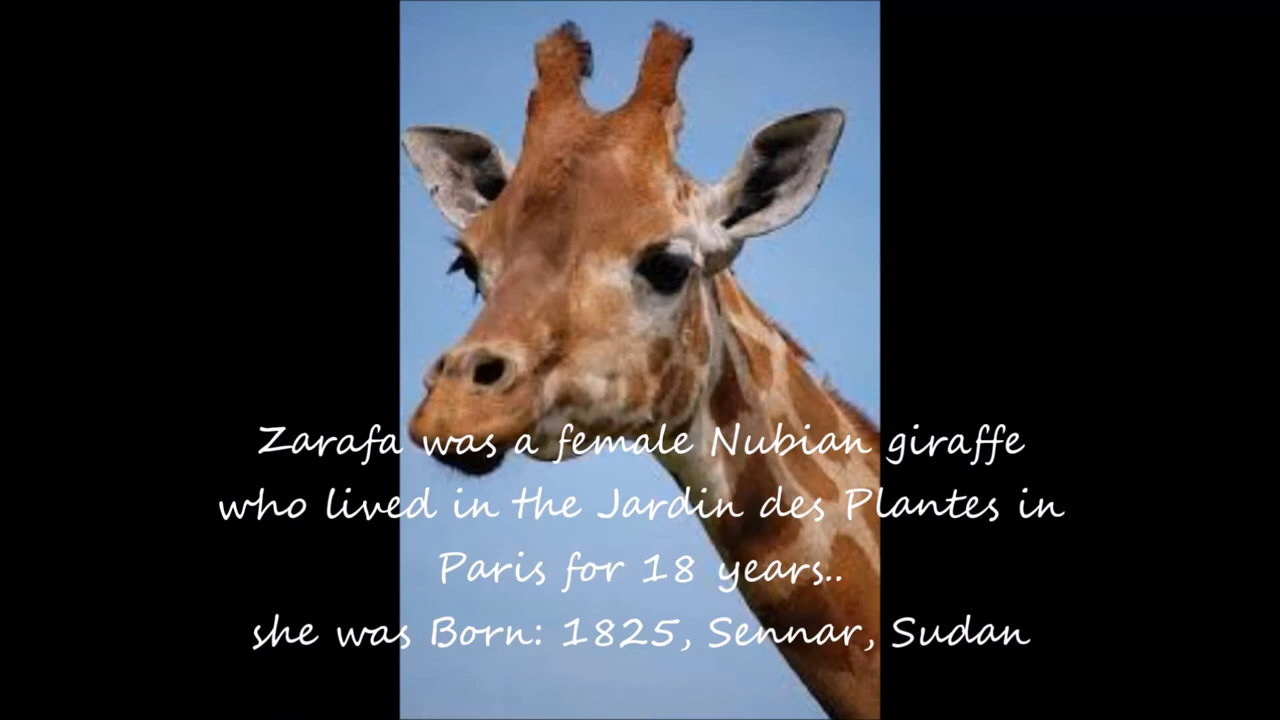 Zarafa was a female Nubian giraffe
who lived in the Jardin des Plantes in
Paris for 18 years..
she was Born: 1825, Sennar, Sudan